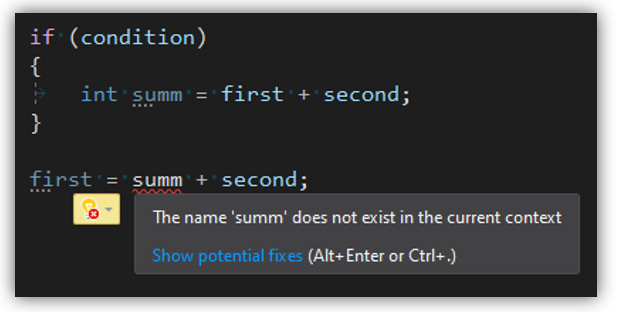 if (condition)
{
int summ = first + second;
}
first = summ + second;
The name 'summ' does not exist in the current context
Show potential fixes (Alt+Enter or Ctrl+.)